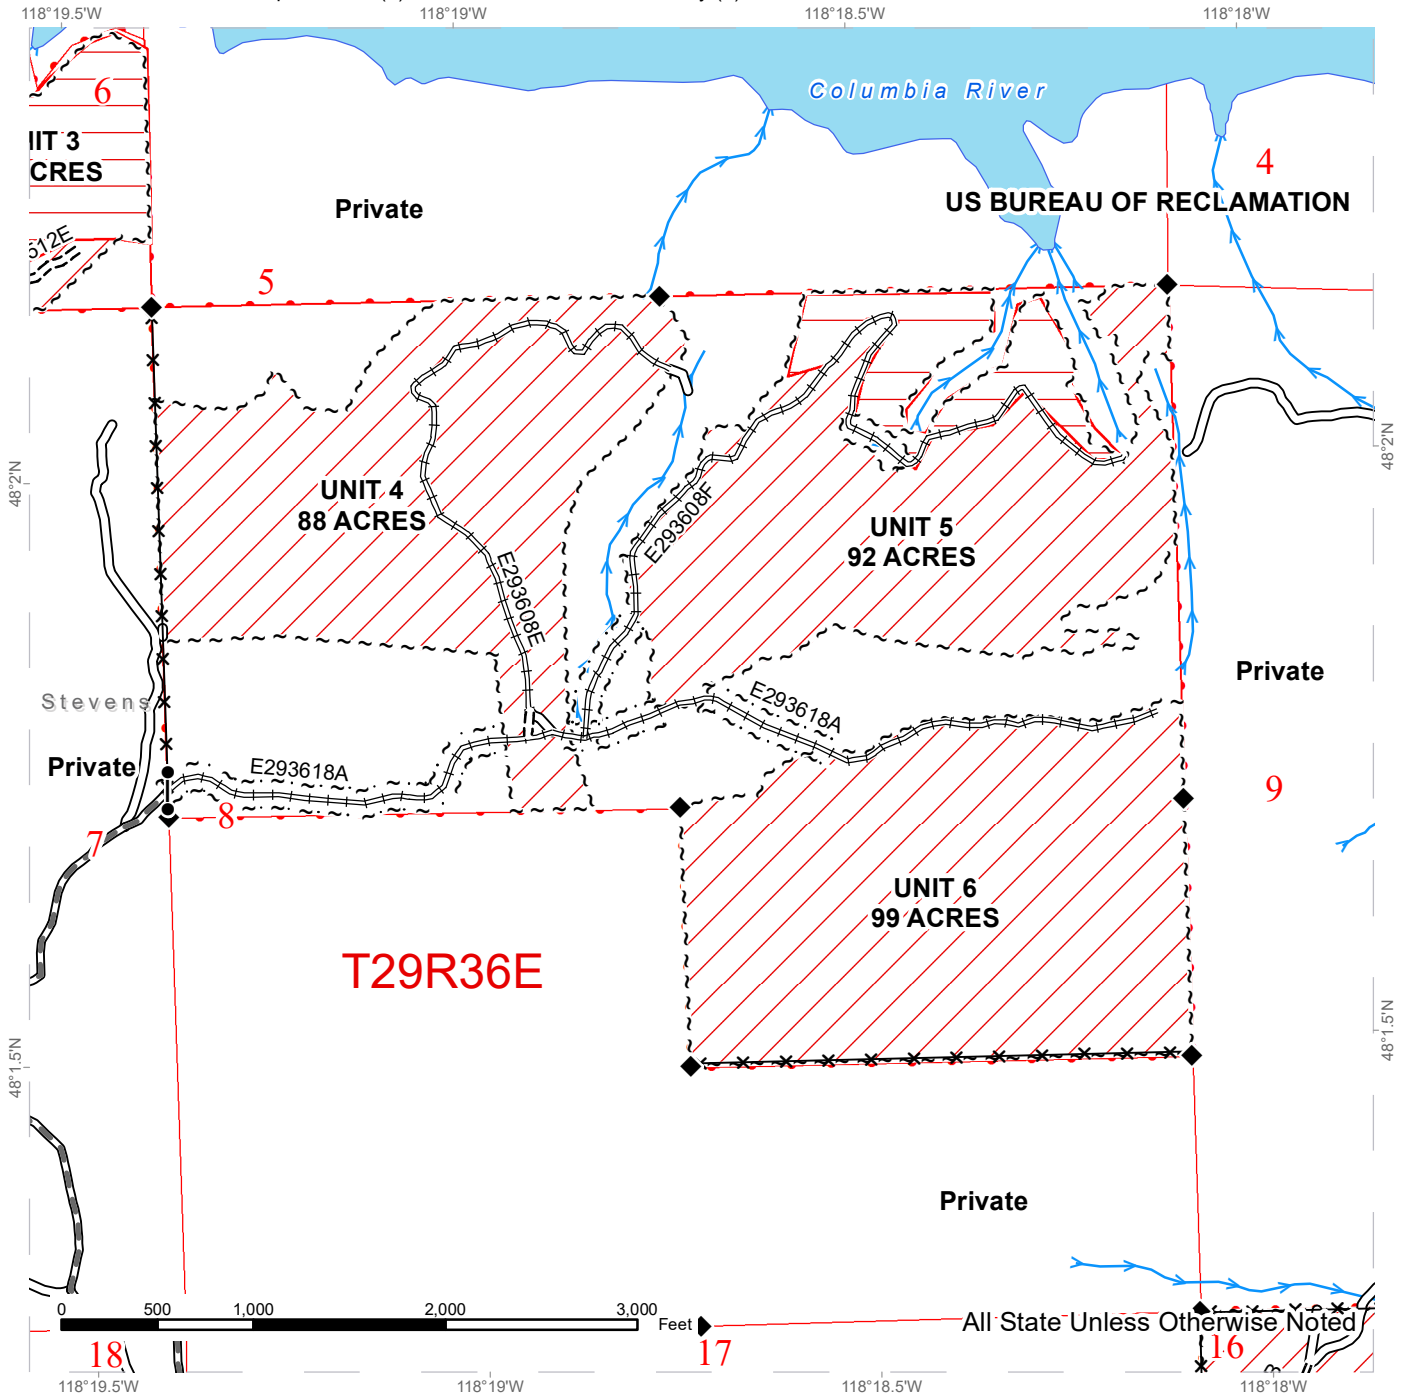 118°19.5'W 118°19'W 118°18.5'W 118°18'W
Columbia River
6
4
IIT 3
CRES
US BUREAU OF RECLAMATION
Private
512E
5
48°2'N
48°2'N
UNIT 4
88 ACRES
E293608F
UNIT 5
92 ACRES
E293608E
Private
Stevens
E293618A
Private
E293618A
9
8
7
UNIT 6
99 ACRES
T29R36E
48°1.5'N
48°1.5'N
Private
0 500 1,000 2,000 3,000
Feet
All State Unless Otherwise Noted
18
17
16
118°19.5'W 118°19'W 118°18.5'W 118°18'W